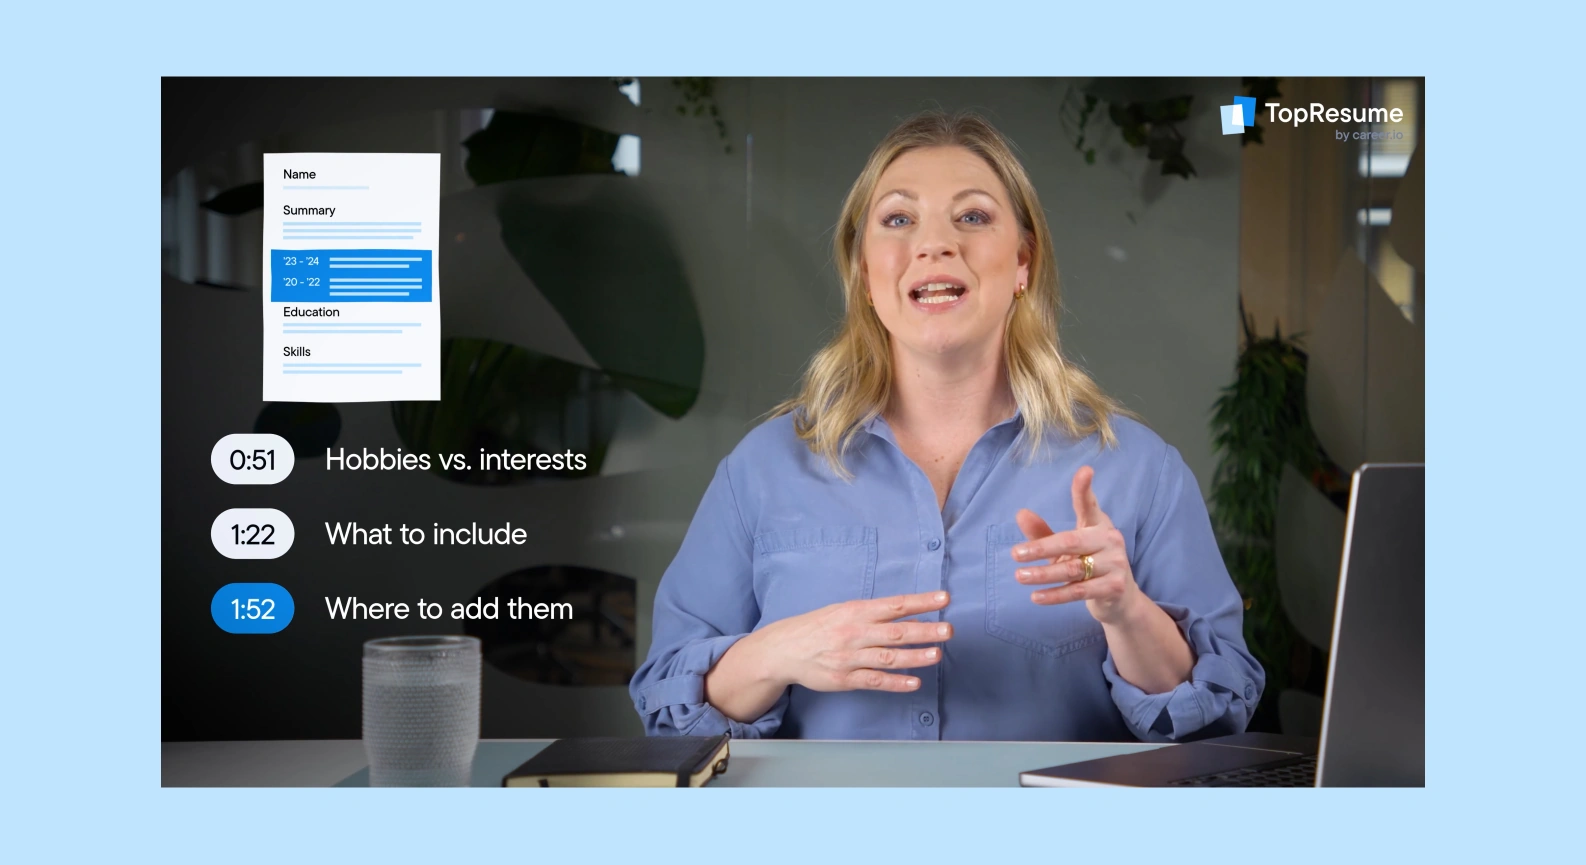 TopResume
by career.io
Name
Summary
'23 - '24
'20 - '22
Education
Skills
0:51 Hobbies vs. interests
1:22 What to include
1:52 Where to add them